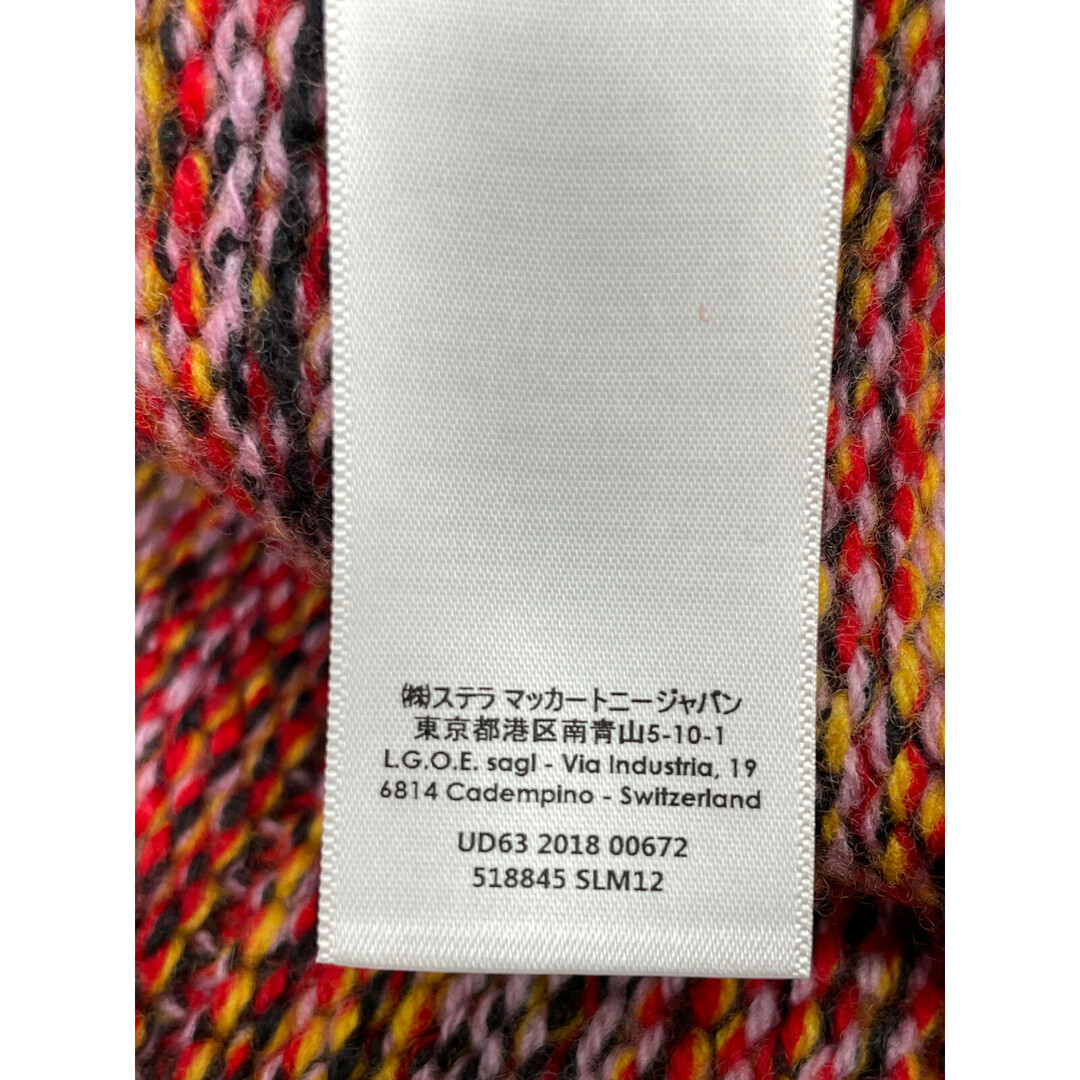 ㈱ステラ マッカートニージャパン
東京都港区南青山5-10-1
L.G.O.E. sagl - Via Industria, 19
6814 Cadempino - Switzerland
UD63 2018 00672
518845 SLM12